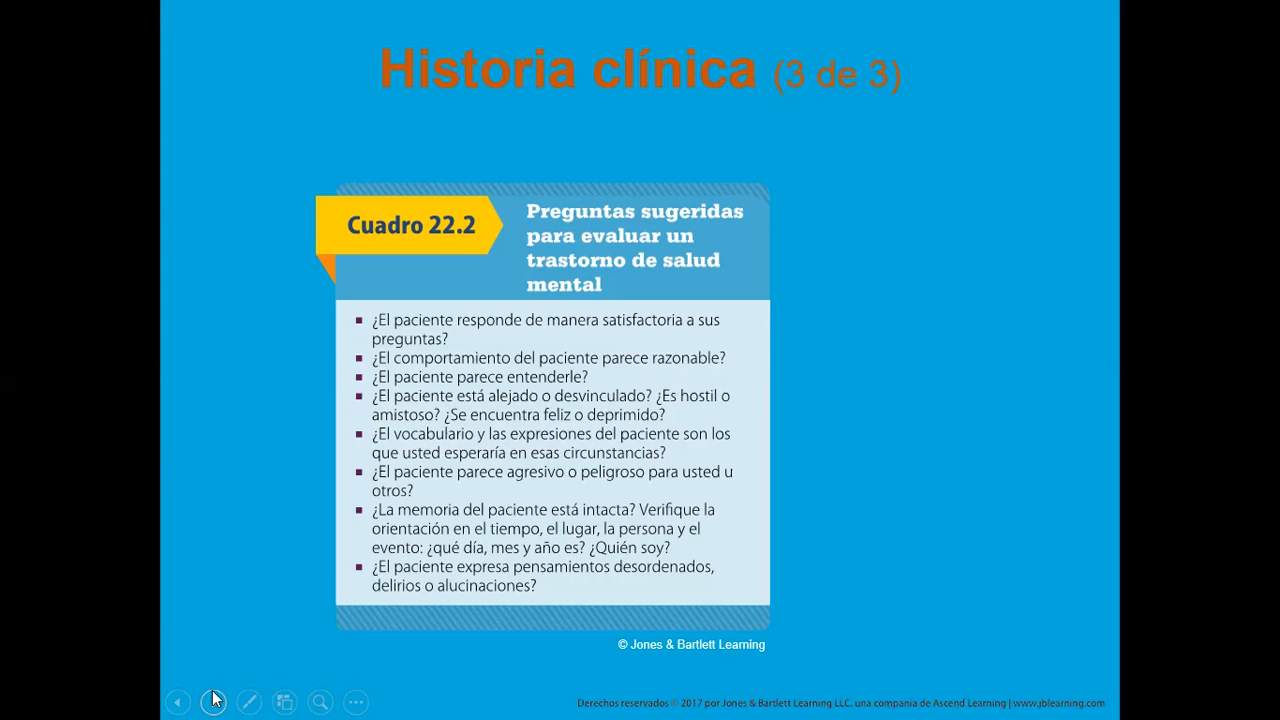 Historia clínica (3 de 3)
Cuadro 22.2
Preguntas sugeridas
para evaluar un
trastorno de salud
mental
▪ ¿El paciente responde de manera satisfactoria a sus
preguntas?
▪ ¿El comportamiento del paciente parece razonable?
▪ ¿El paciente parece entenderle?
▪ ¿El paciente está alejado o desvinculado? ¿Es hostil o
amistoso? ¿Se encuentra feliz o deprimido?
▪ ¿El vocabulario y las expresiones del paciente son los
que usted esperaría en esas circunstancias?
▪ ¿El paciente parece agresivo o peligroso para usted u
otros?
▪ ¿La memoria del paciente está intacta? Verifique la
orientación en el tiempo, el lugar, la persona y el
evento: ¿qué día, mes y año es? ¿Quién soy?
▪ ¿El paciente expresa pensamientos desordenados,
delirios o alucinaciones?
© Jones & Bartlett Learning
Derechos reservados © 2017 por Jones & Bartlett Learning LLC. una compañía de Ascend Learning | www.jblearning.com